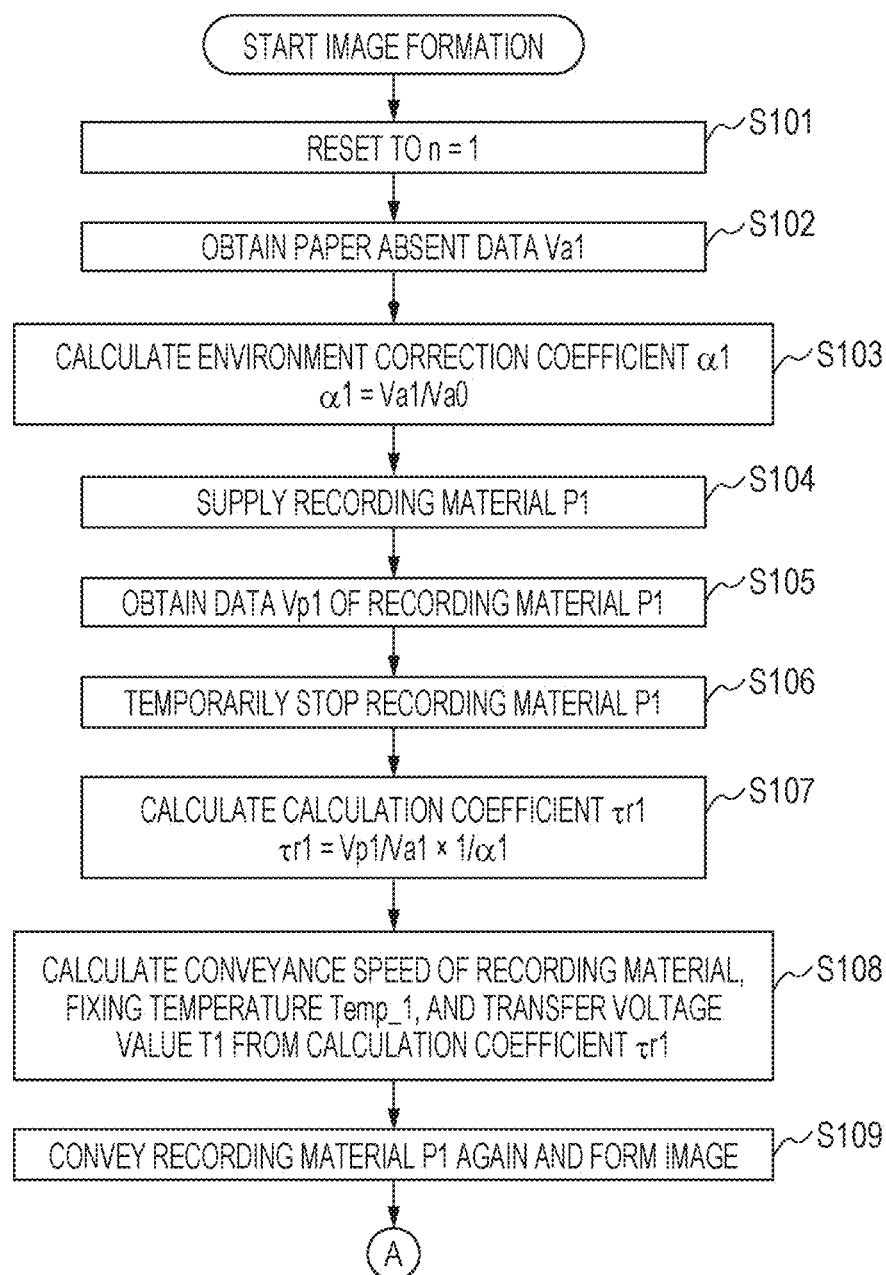 START IMAGE FORMATION
RESET TO n = 1
S101
OBTAIN PAPER ABSENT DATA Va1
S102
CALCULATE ENVIRONMENT CORRECTION COEFFICIENT α1
α1 = Va1/Va0
S103
SUPPLY RECORDING MATERIAL P1
S104
OBTAIN DATA Vp1 OF RECORDING MATERIAL P1
S105
TEMPORARILY STOP RECORDING MATERIAL P1
S106
CALCULATE CALCULATION COEFFICIENT τr1
τr1 = Vp1/Va1 × 1/α1
S107
CALCULATE CONVEYANCE SPEED OF RECORDING MATERIAL,
FIXING TEMPERATURE Temp_1, AND TRANSFER VOLTAGE
VALUE T1 FROM CALCULATION COEFFICIENT τr1
S108
CONVEY RECORDING MATERIAL P1 AGAIN AND FORM IMAGE
S109
A